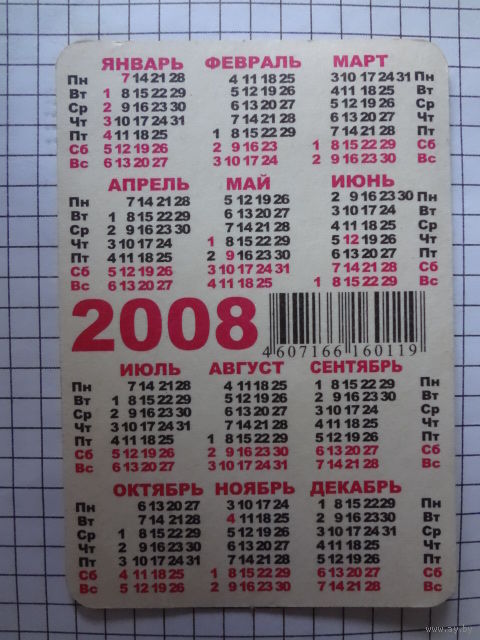 ЯНВАРЬ ФЕВРАЛЬ МАРТ
Пн 7 14 21 28 4 11 18 25 3 10 17 24 31 Пн
Вт 1 8 15 22 29 5 12 19 26 4 11 18 25 Вт
Ср 2 9 16 23 30 6 13 20 27 5 12 19 26 Ср
Чт 3 10 17 24 31 7 14 21 28 6 13 20 27 Чт
Пт 4 11 18 25 1 8 15 22 29 7 14 21 28 Пт
Сб 5 12 19 26 2 9 16 23 1 8 15 22 29 Сб
Вс 6 13 20 27 3 10 17 24 2 9 16 23 30 Вс
АПРЕЛЬ МАЙ ИЮНЬ
Пн 7 14 21 28 5 12 19 26 2 9 16 23 30 Пн
Вт 1 8 15 22 29 6 13 20 27 3 10 17 24 Вт
Ср 2 9 16 23 30 7 14 21 28 4 11 18 25 Ср
Чт 3 10 17 24 1 8 15 22 29 5 12 19 26 Чт
Пт 4 11 18 25 2 9 16 23 30 6 13 20 27 Пт
Сб 5 12 19 26 3 10 17 24 31 7 14 21 28 Сб
Вс 6 13 20 27 4 11 18 25 1 8 15 22 29 Вс
2008
4 607166 160119
ИЮЛЬ АВГУСТ СЕНТЯБРЬ
Пн 7 14 21 28 4 11 18 25 1 8 15 22 29 Пн
Вт 1 8 15 22 29 5 12 19 26 2 9 16 23 30 Вт
Ср 2 9 16 23 30 6 13 20 27 3 10 17 24 Ср
Чт 3 10 17 24 31 7 14 21 28 4 11 18 25 Чт
Пт 4 11 18 25 1 8 15 22 29 5 12 19 26 Пт
Сб 5 12 19 26 2 9 16 23 30 6 13 20 27 Сб
Вс 6 13 20 27 3 10 17 24 31 7 14 21 28 Вс
ОКТЯБРЬ НОЯБРЬ ДЕКАБРЬ
Пн 6 13 20 27 3 10 17 24 1 8 15 22 29 Пн
Вт 7 14 21 28 4 11 18 25 2 9 16 23 30 Вт
Ср 1 8 15 22 29 5 12 19 26 3 10 17 24 31 Ср
Чт 2 9 16 23 30 6 13 20 27 4 11 18 25 Чт
Пт 3 10 17 24 31 7 14 21 28 5 12 19 26 Пт
Сб 4 11 18 25 1 8 15 22 29 6 13 20 27 Сб
Вс 5 12 19 26 2 9 16 23 30 7 14 21 28 Вс
www.ay.by